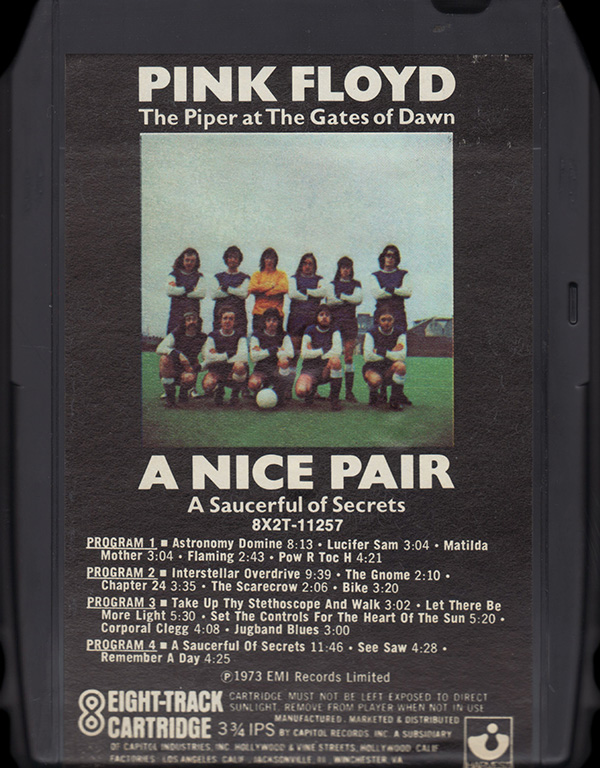 PINK FLOYD
The Piper at The Gates of Dawn
A NICE PAIR
A Saucerful of Secrets
8X2T-11257
PROGRAM 1 ■ Astronomy Domine 8:13 • Lucifer Sam 3:04 • Matilda
Mother 3:04 • Flaming 2:43 • Pow R Toc H 4:21
PROGRAM 2 ■ Interstellar Overdrive 9:39 • The Gnome 2:10 •
Chapter 24 3:35 • The Scarecrow 2:06 • Bike 3:20
PROGRAM 3 ■ Take Up Thy Stethoscope And Walk 3:02 • Let There Be
More Light 5:30 • Set The Controls For The Heart Of The Sun 5:20 •
Corporal Clegg 4:08 • Jugband Blues 3:00
PROGRAM 4 ■ A Saucerful Of Secrets 11:46 • See Saw 4:28 •
Remember A Day 4:25
℗1973 EMI Records Limited
8 EIGHT-TRACK CARTRIDGE 3¾ IPS
CARTRIDGE MUST NOT BE LEFT EXPOSED TO DIRECT
SUNLIGHT. REMOVE FROM PLAYER WHEN NOT IN USE
MANUFACTURED, MARKETED & DISTRIBUTED
BY CAPITOL RECORDS, INC. A SUBSIDIARY
OF CAPITOL INDUSTRIES, INC. HOLLYWOOD & VINE STREETS, HOLLYWOOD, CALIF.
FACTORIES: LOS ANGELES, CALIF., JACKSONVILLE, ILL. WINCHESTER, VA.
HARVEST